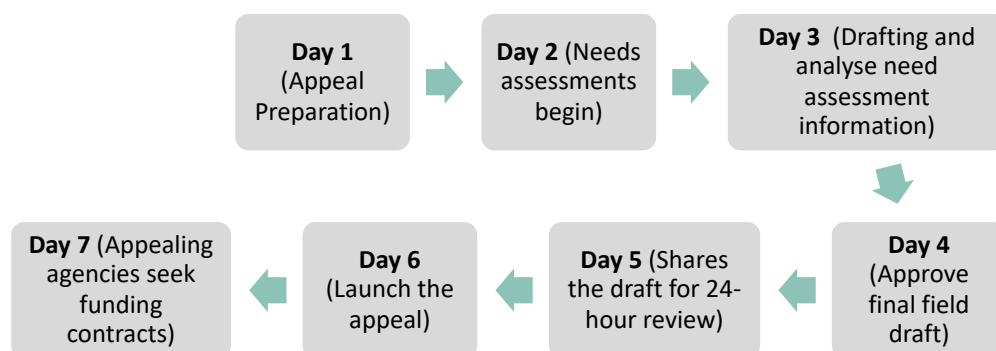 Day 1
(Appeal
Preparation)
Day 2 (Needs
assessments
begin)
Day 3 (Drafting and
analyse need
assessment
information)
Day 4
(Approve
final field
draft)
Day 5 (Shares
the draft for 24-
hour review)
Day 6
(Launch the
appeal)
Day 7 (Appealing
agencies seek
funding
contracts)